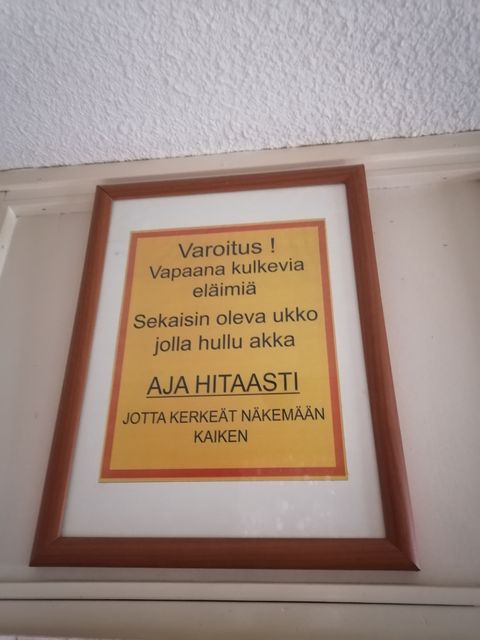 Varoitus !
Vapaana kulkevia
eläimiä
Sekaisin oleva ukko
jolla hullu akka
AJA HITAASTI
JOTTA KERKEÄT NÄKEMÄÄN
KAIKEN